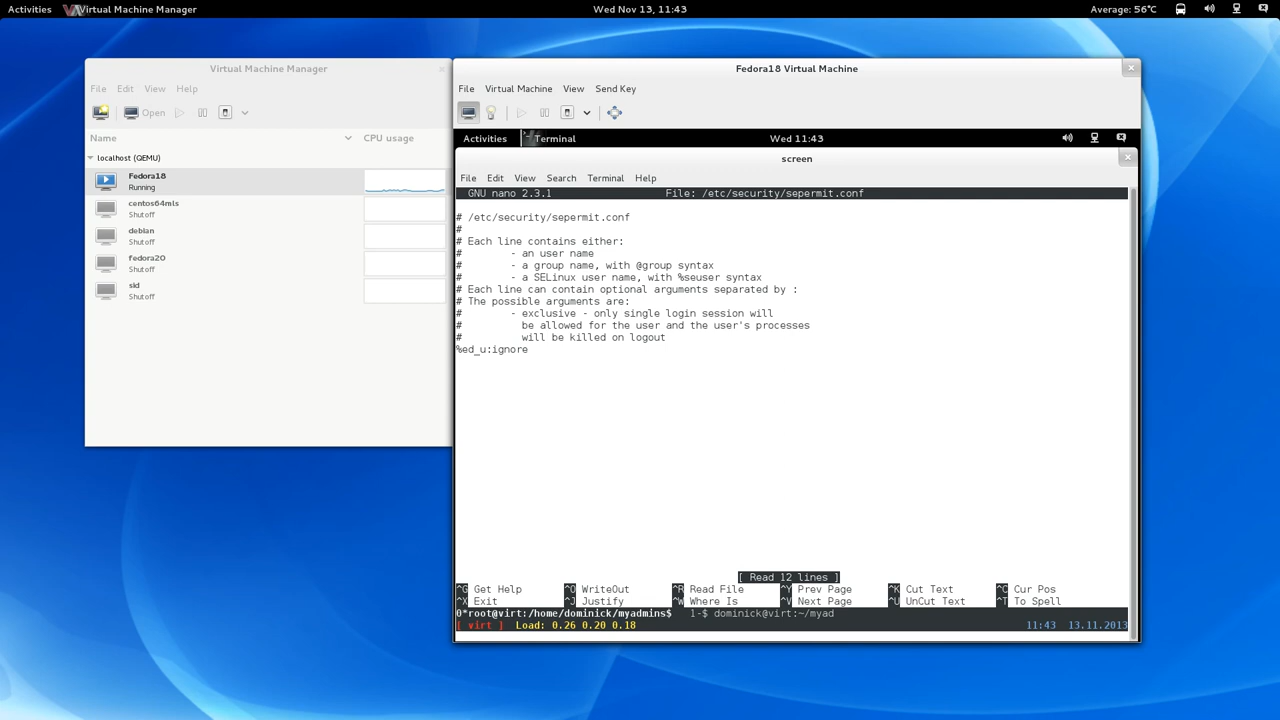 Activities Virtual Machine Manager Wed Nov 13, 11:43 Average: 56°C
Virtual Machine Manager
File Edit View Help
Open
Name CPU usage
localhost (QEMU)
Fedora18
Running
centos64mls
Shutoff
debian
Shutoff
fedora20
Shutoff
sid
Shutoff
Fedora18 Virtual Machine
File Virtual Machine View Send Key
Activities Terminal Wed 11:43
screen
File Edit View Search Terminal Help
GNU nano 2.3.1 File: /etc/security/sepermit.conf
# /etc/security/sepermit.conf
#
# Each line contains either:
# - an user name
# - a group name, with @group syntax
# - a SELinux user name, with %seuser syntax
# Each line can contain optional arguments separated by :
# The possible arguments are:
# - exclusive - only single login session will
# be allowed for the user and the user's processes
# will be killed on logout
%ed_u:ignore
[ Read 12 lines ]
^G Get Help ^O WriteOut ^R Read File ^Y Prev Page ^K Cut Text ^C Cur Pos
^X Exit ^J Justify ^W Where Is ^V Next Page ^U UnCut Text ^T To Spell
0*root@virt:/home/dominick/myadmins$ 1-$ dominick@virt:~/myad
[ virt ] Load: 0.26 0.20 0.18 11:43 13.11.2013